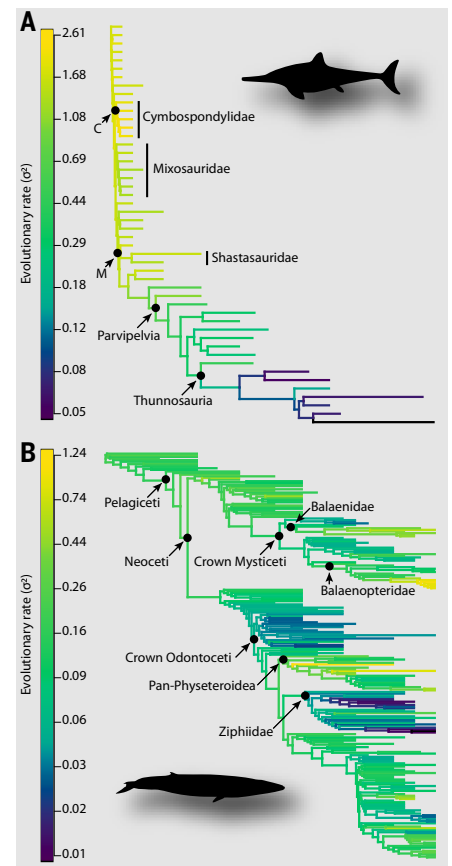 A
2.61
1.68
1.08
0.69
0.44
0.29
0.18
0.12
0.08
0.05
Evolutionary rate (σ²)
C
Cymbospondylidae
Mixosauridae
M
Shastasauridae
Parvipelvia
Thunnosauria
B
1.24
0.74
0.44
0.26
0.16
0.09
0.06
0.03
0.02
0.01
Evolutionary rate (σ²)
Pelagiceti
Balaenidae
Neoceti
Crown Mysticeti
Balaenopteridae
Crown Odontoceti
Pan-Physeteroidea
Ziphiidae